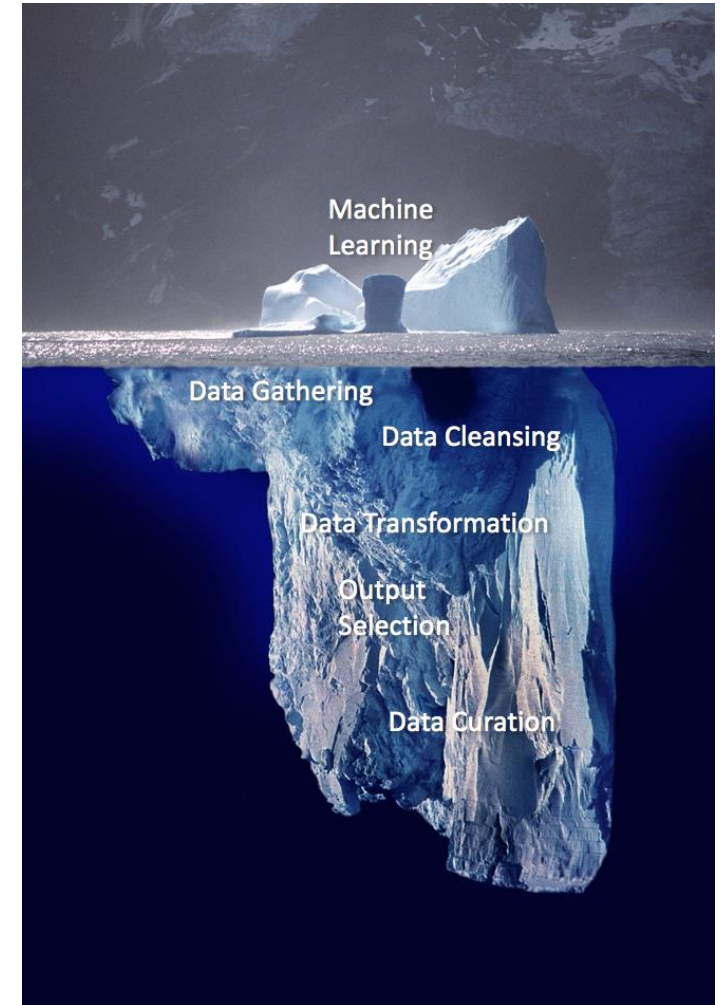 Machine
Learning
Data Gathering
Data Cleansing
Data Transformation
Output
Selection
Data Curation